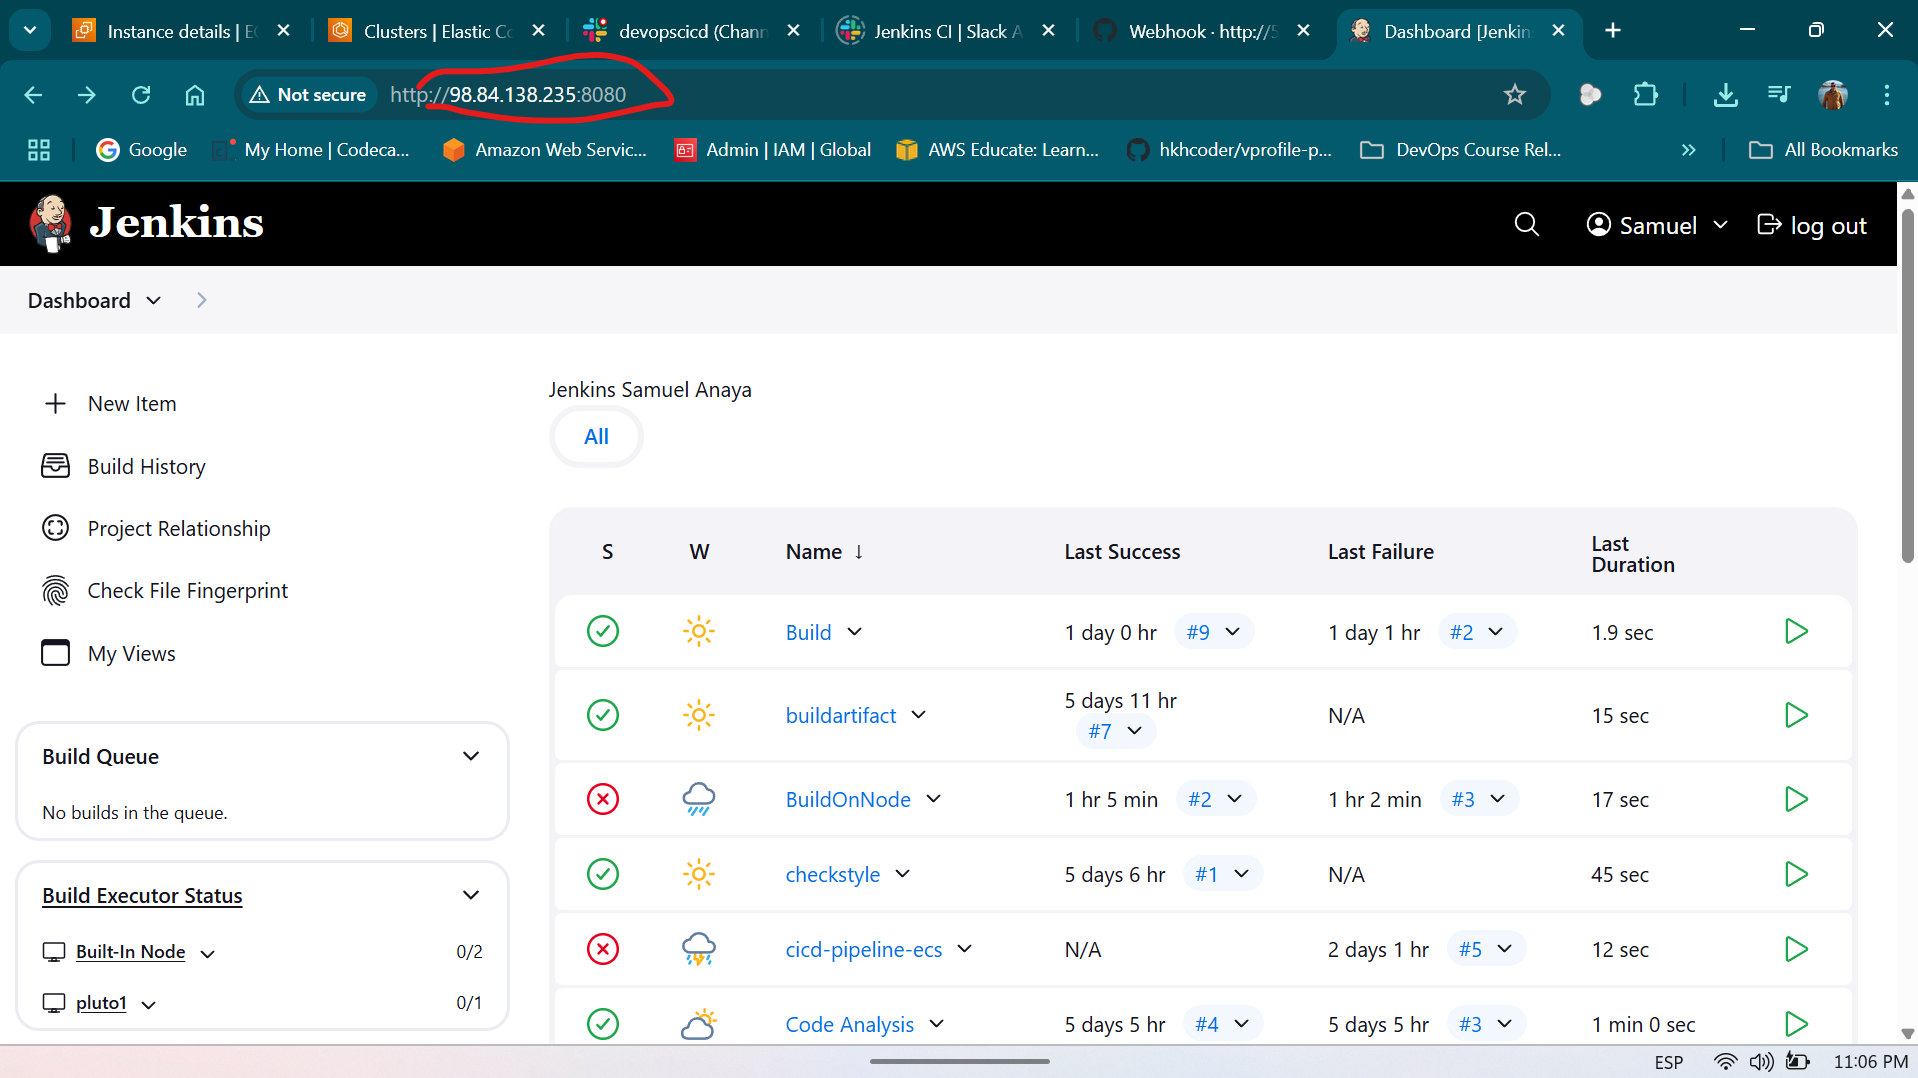 Instance details | EC
Clusters | Elastic Co
devopscicd (Chann
Jenkins CI | Slack A
Webhook · http://5
Dashboard [Jenkin
Not secure
http://98.84.138.235:8080
Google
My Home | Codeca...
Amazon Web Servic...
Admin | IAM | Global
AWS Educate: Learn...
hkhcoder/vprofile-p...
DevOps Course Rel...
»
All Bookmarks
Jenkins
Samuel
log out
Dashboard
New Item
Build History
Project Relationship
Check File Fingerprint
My Views
Build Queue
No builds in the queue.
Build Executor Status
Built-In Node 0/2
pluto1 0/1
Jenkins Samuel Anaya
All
S W Name ↓ Last Success Last Failure Last Duration
Build 1 day 0 hr #9 1 day 1 hr #2 1.9 sec
buildartifact 5 days 11 hr #7 N/A 15 sec
BuildOnNode 1 hr 5 min #2 1 hr 2 min #3 17 sec
checkstyle 5 days 6 hr #1 N/A 45 sec
cicd-pipeline-ecs N/A 2 days 1 hr #5 12 sec
Code Analysis 5 days 5 hr #4 5 days 5 hr #3 1 min 0 sec
ESP
11:06 PM